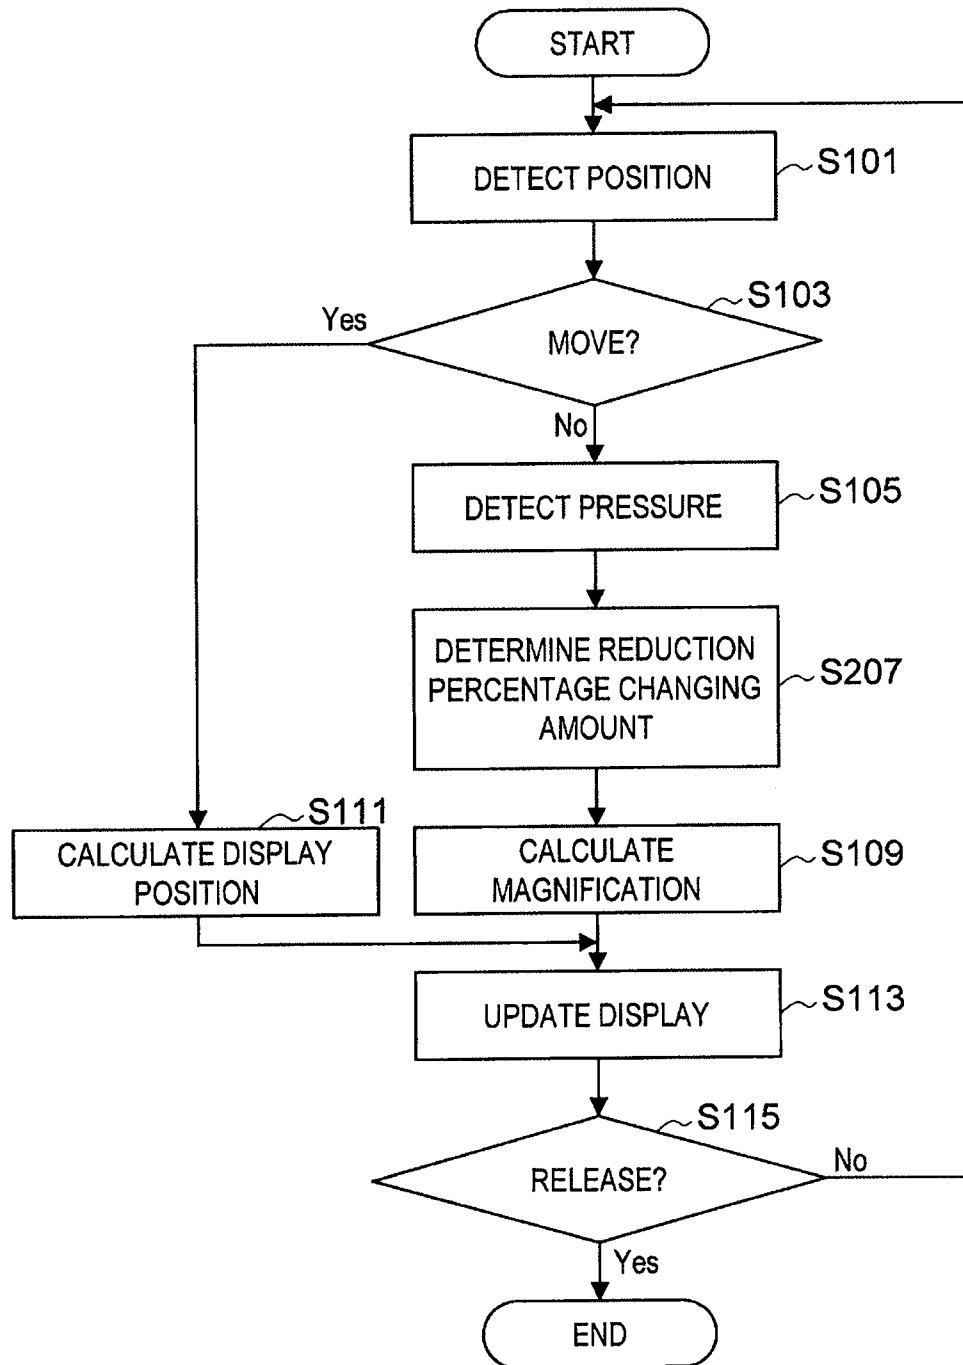 START
DETECT POSITION
S101
S103
Yes
MOVE?
No
DETECT PRESSURE
S105
DETERMINE REDUCTION
PERCENTAGE CHANGING
AMOUNT
S207
S111
CALCULATE DISPLAY
POSITION
CALCULATE
MAGNIFICATION
S109
UPDATE DISPLAY
S113
S115
RELEASE?
No
Yes
END